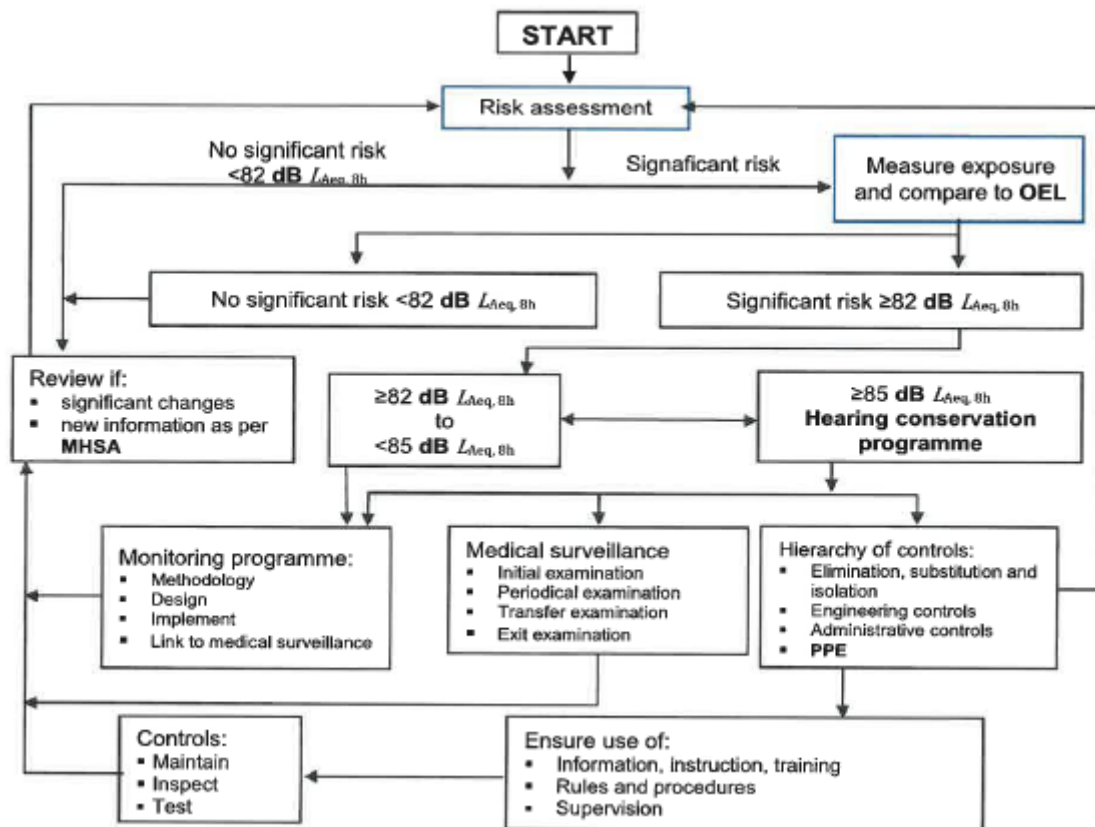 START
Risk assessment
No significant risk
<82 dB LAeq, 8h
Signaficant risk
Measure exposure
and compare to OEL
No significant risk <82 dB LAeq, 8h
Significant risk ≥82 dB LAeq, 8h
Review if:
▪ significant changes
▪ new information as per
MHSA
≥82 dB LAeq, 8h
to
<85 dB LAeq, 8h
≥85 dB LAeq, 8h
Hearing conservation
programme
Monitoring programme:
▪ Methodology
▪ Design
▪ Implement
▪ Link to medical surveillance
Medical surveillance
▪ Initial examination
▪ Periodical examination
▪ Transfer examination
▪ Exit examination
Hierarchy of controls:
▪ Elimination, substitution and
isolation
▪ Engineering controls
▪ Administrative controls
▪ PPE
Controls:
▪ Maintain
▪ Inspect
▪ Test
Ensure use of:
▪ Information, instruction, training
▪ Rules and procedures
▪ Supervision